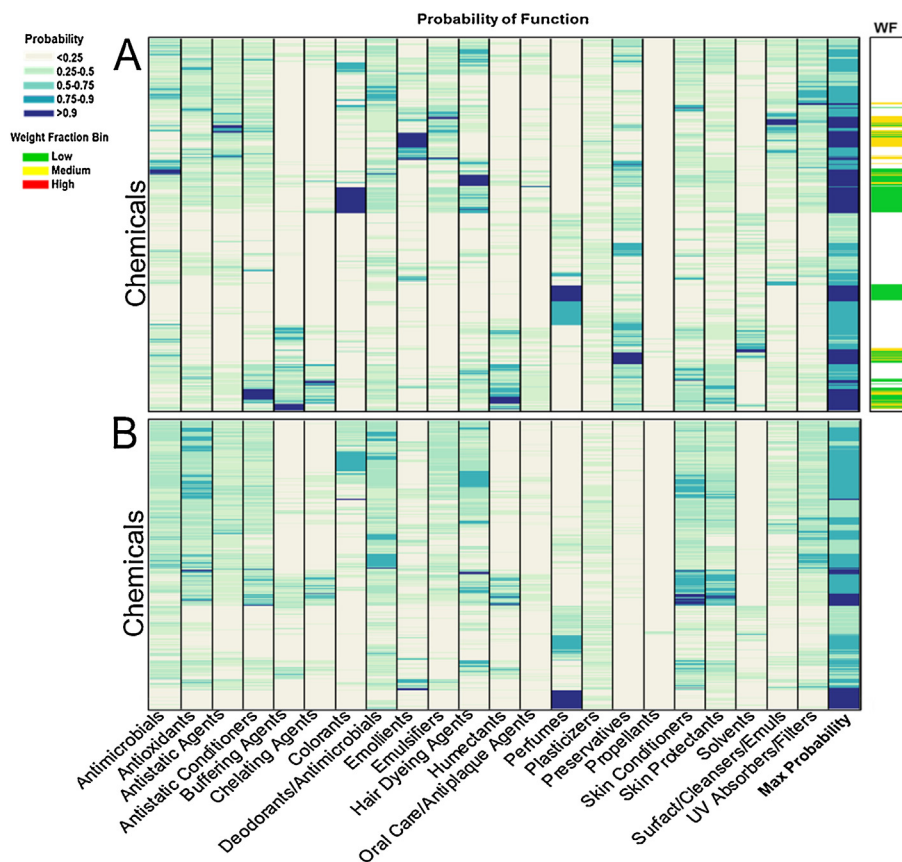 Probability of Function
WF
Probability
<0.25
0.25-0.5
0.5-0.75
0.75-0.9
>0.9
Weight Fraction Bin
Low
Medium
High
A
Chemicals
B
Chemicals
Antimicrobials
Antioxidants
Antistatic Agents
Antistatic Conditioners
Buffering Agents
Chelating Agents
Colorants
Deodorants/Antimicrobial
Emollients
Emulsifiers
Hair Dyeing Agents
Humectants
Oral Care/Antiplaque Agents
Perfumes
Plasticizers
Preservatives
Propellants
Skin Conditioners
Skin Protectants
Solvents
Surfact/Cleansers/Emuls
UV Absorbers/Filters
Max Probability